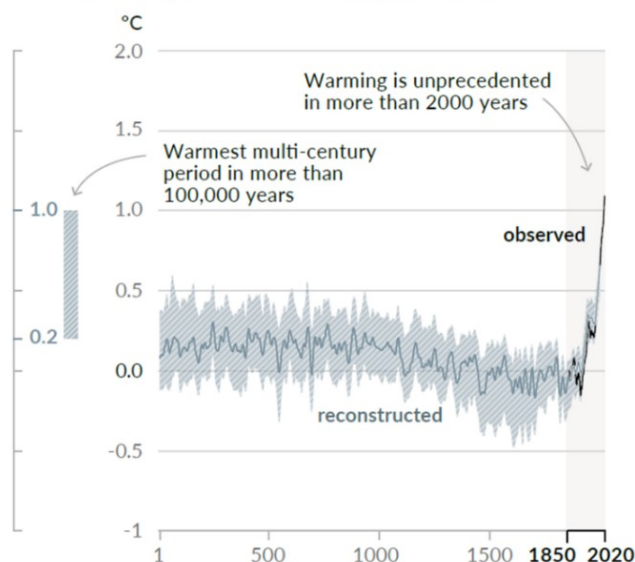 °C
2.0
Warming is unprecedented
in more than 2000 years
1.5
Warmest multi-century
period in more than
100,000 years
1.0
1.0
observed
0.5
0.2
0.0
reconstructed
-0.5
-1
1 500 1000 1500 1850 2020